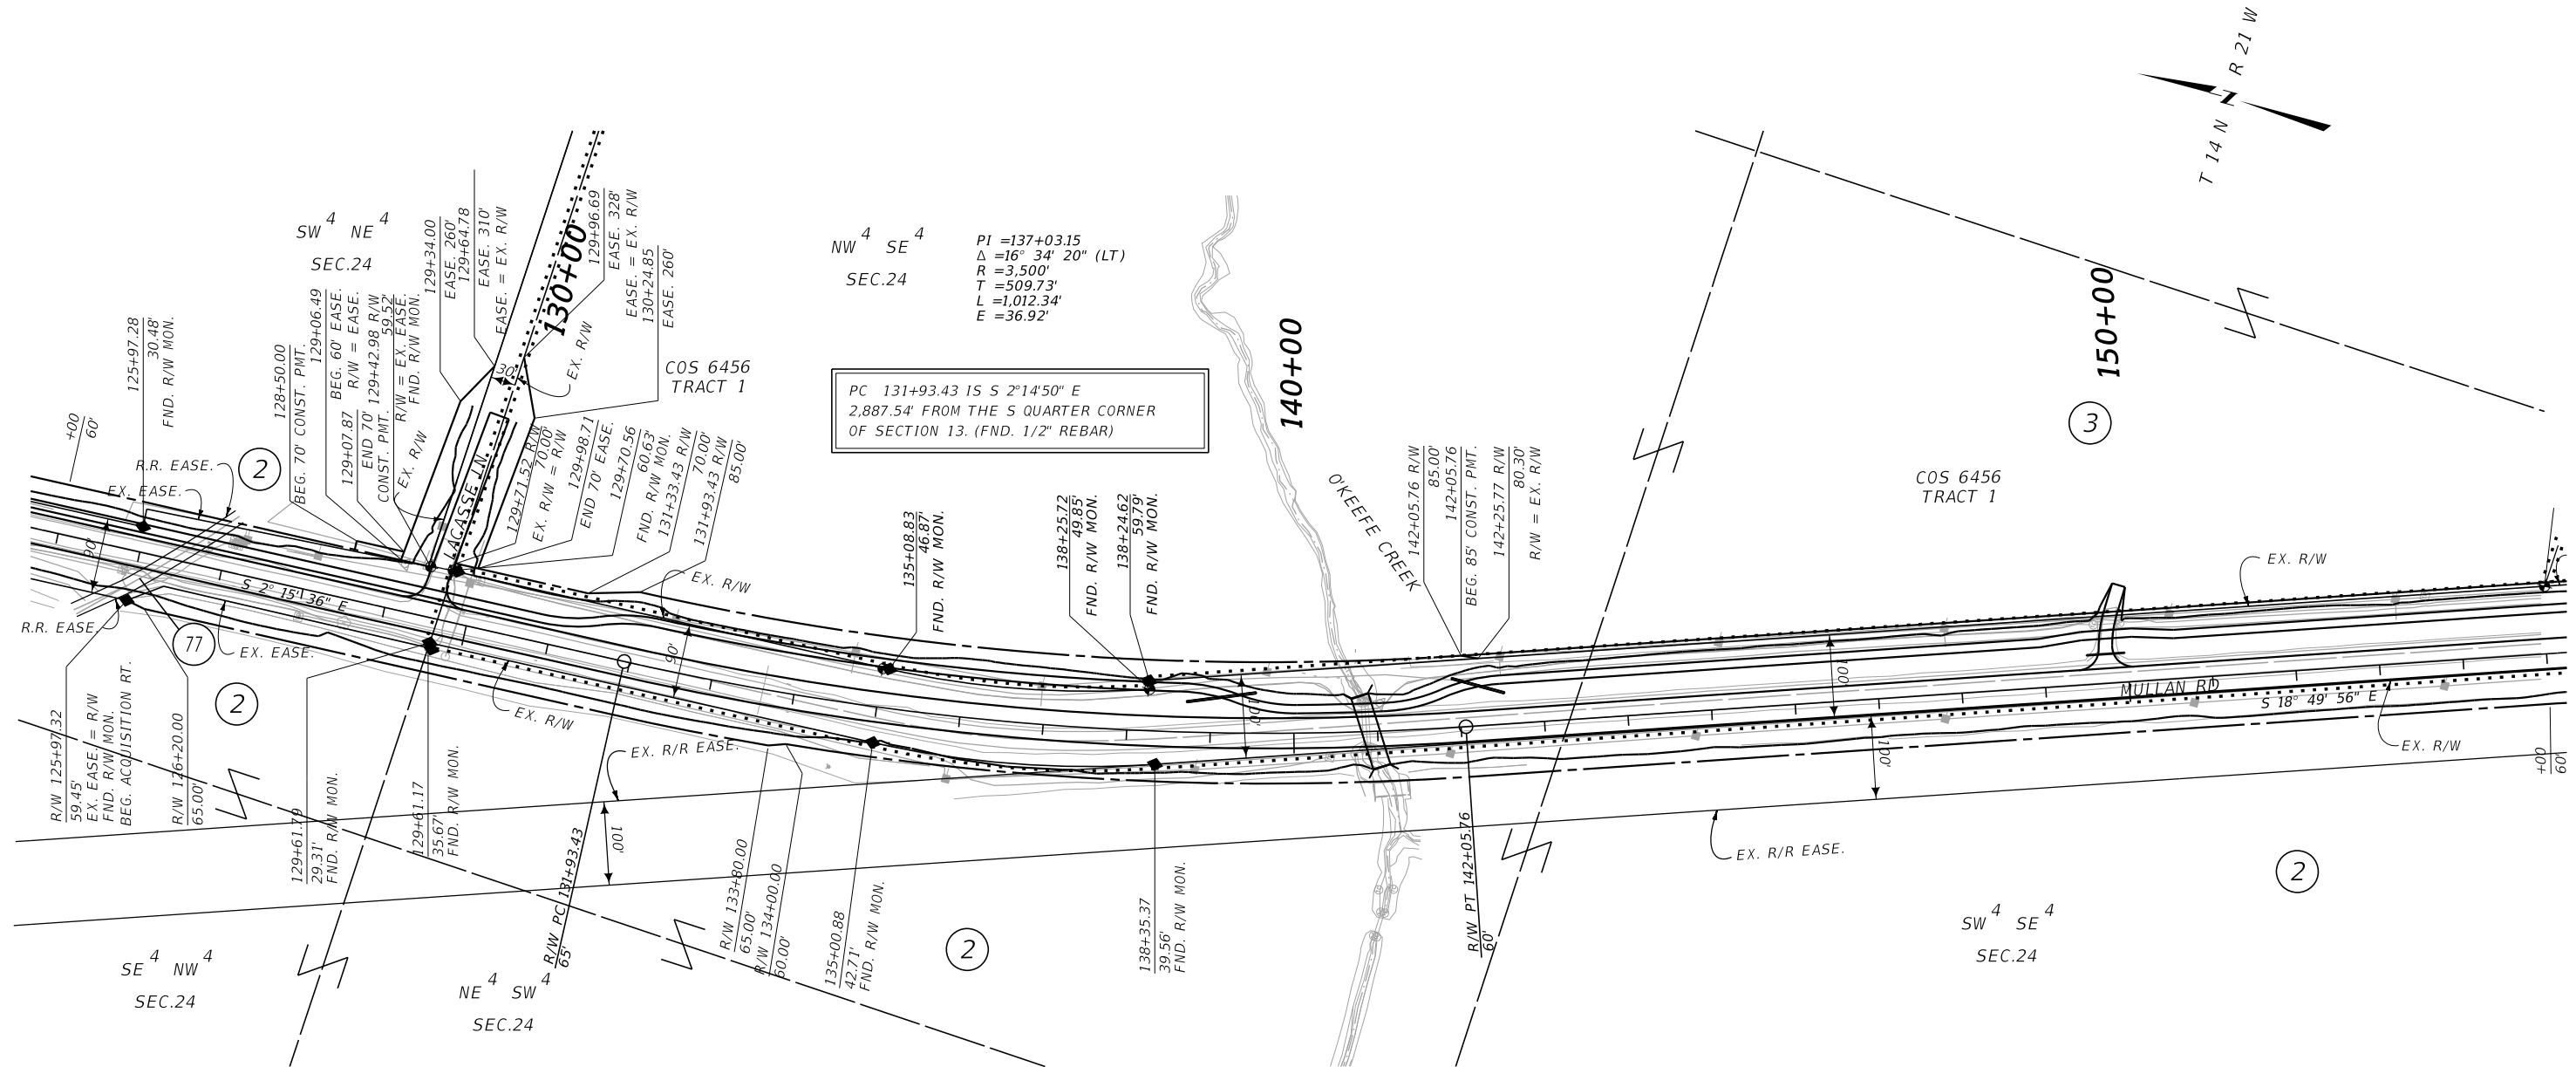 R 21 W
T 14 N
SW 4 NE 4
SEC.24
NW 4 SE 4
SEC.24
PI =137+03.15
Δ =16° 34' 20" (LT)
R =3,500'
T =509.73'
L =1,012.34'
E =36.92'
PC 131+93.43 IS S 2°14'50" E
2,887.54' FROM THE S QUARTER CORNER
OF SECTION 13. (FND. 1/2" REBAR)
COS 6456
TRACT 1
130+00
140+00
150+00
3
COS 6456
TRACT 1
+00
60'
125+97.28
30.48'
FND. R/W MON.
128+50.00
BEG. 70' CONST. PMT.
129+06.49
BEG. 60' EASE.
R/W = EASE.
129+07.87
END 70'
CONST. PMT.
129+42.98 R/W
59.52'
R/W = EX. EASE.
FND. R/W MON.
EX. R/W
129+34.00
EASE. 260'
129+64.78
EASE. 310'
EASE. = EX. R/W
129+96.69
EASE. 328'
EASE. = EX. R/W
130+24.85
EASE. 260'
30'
EX. R/W
LACASSE LN.
129+71.52 R/W
70.00'
EX. R/W = R/W
129+98.71
END 70' EASE.
129+70.56
60.63'
FND. R/W MON.
131+33.43 R/W
70.00'
131+93.43 R/W
85.00'
EX. R/W
135+08.83
46.87'
FND. R/W MON.
138+25.72
49.85'
FND. R/W MON.
138+24.62
59.79'
FND. R/W MON.
O'KEEFE CREEK
142+05.76 R/W
85.00'
142+05.76
BEG. 85' CONST. PMT.
142+25.77 R/W
80.30'
R/W = EX. R/W
EX. R/W
R.R. EASE.
2
EX. EASE.
90'
S 2° 15' 36" E
R.R. EASE.
77
EX. EASE.
2
90'
100'
100'
MULLAN RD
S 18° 49' 56" E
EX. R/W
100'
+00
60'
R/W 125+97.32
59.45'
EX. EASE. = R/W
FND. R/W MON.
BEG. ACQUISITION RT.
R/W 126+20.00
65.00'
129+61.79
29.31'
FND. R/W MON.
129+61.17
35.67'
FND. R/W MON.
EX. R/W
EX. R/R EASE.
100'
R/W PC 131+93.43
65'
R/W 133+80.00
65.00'
R/W 134+00.00
60.00'
135+00.88
42.71'
FND. R/W MON.
138+35.37
39.56'
FND. R/W MON.
R/W PT 142+05.76
60'
EX. R/R EASE.
2
2
SE 4 NW 4
SEC.24
NE 4 SW 4
SEC.24
SW 4 SE 4
SEC.24